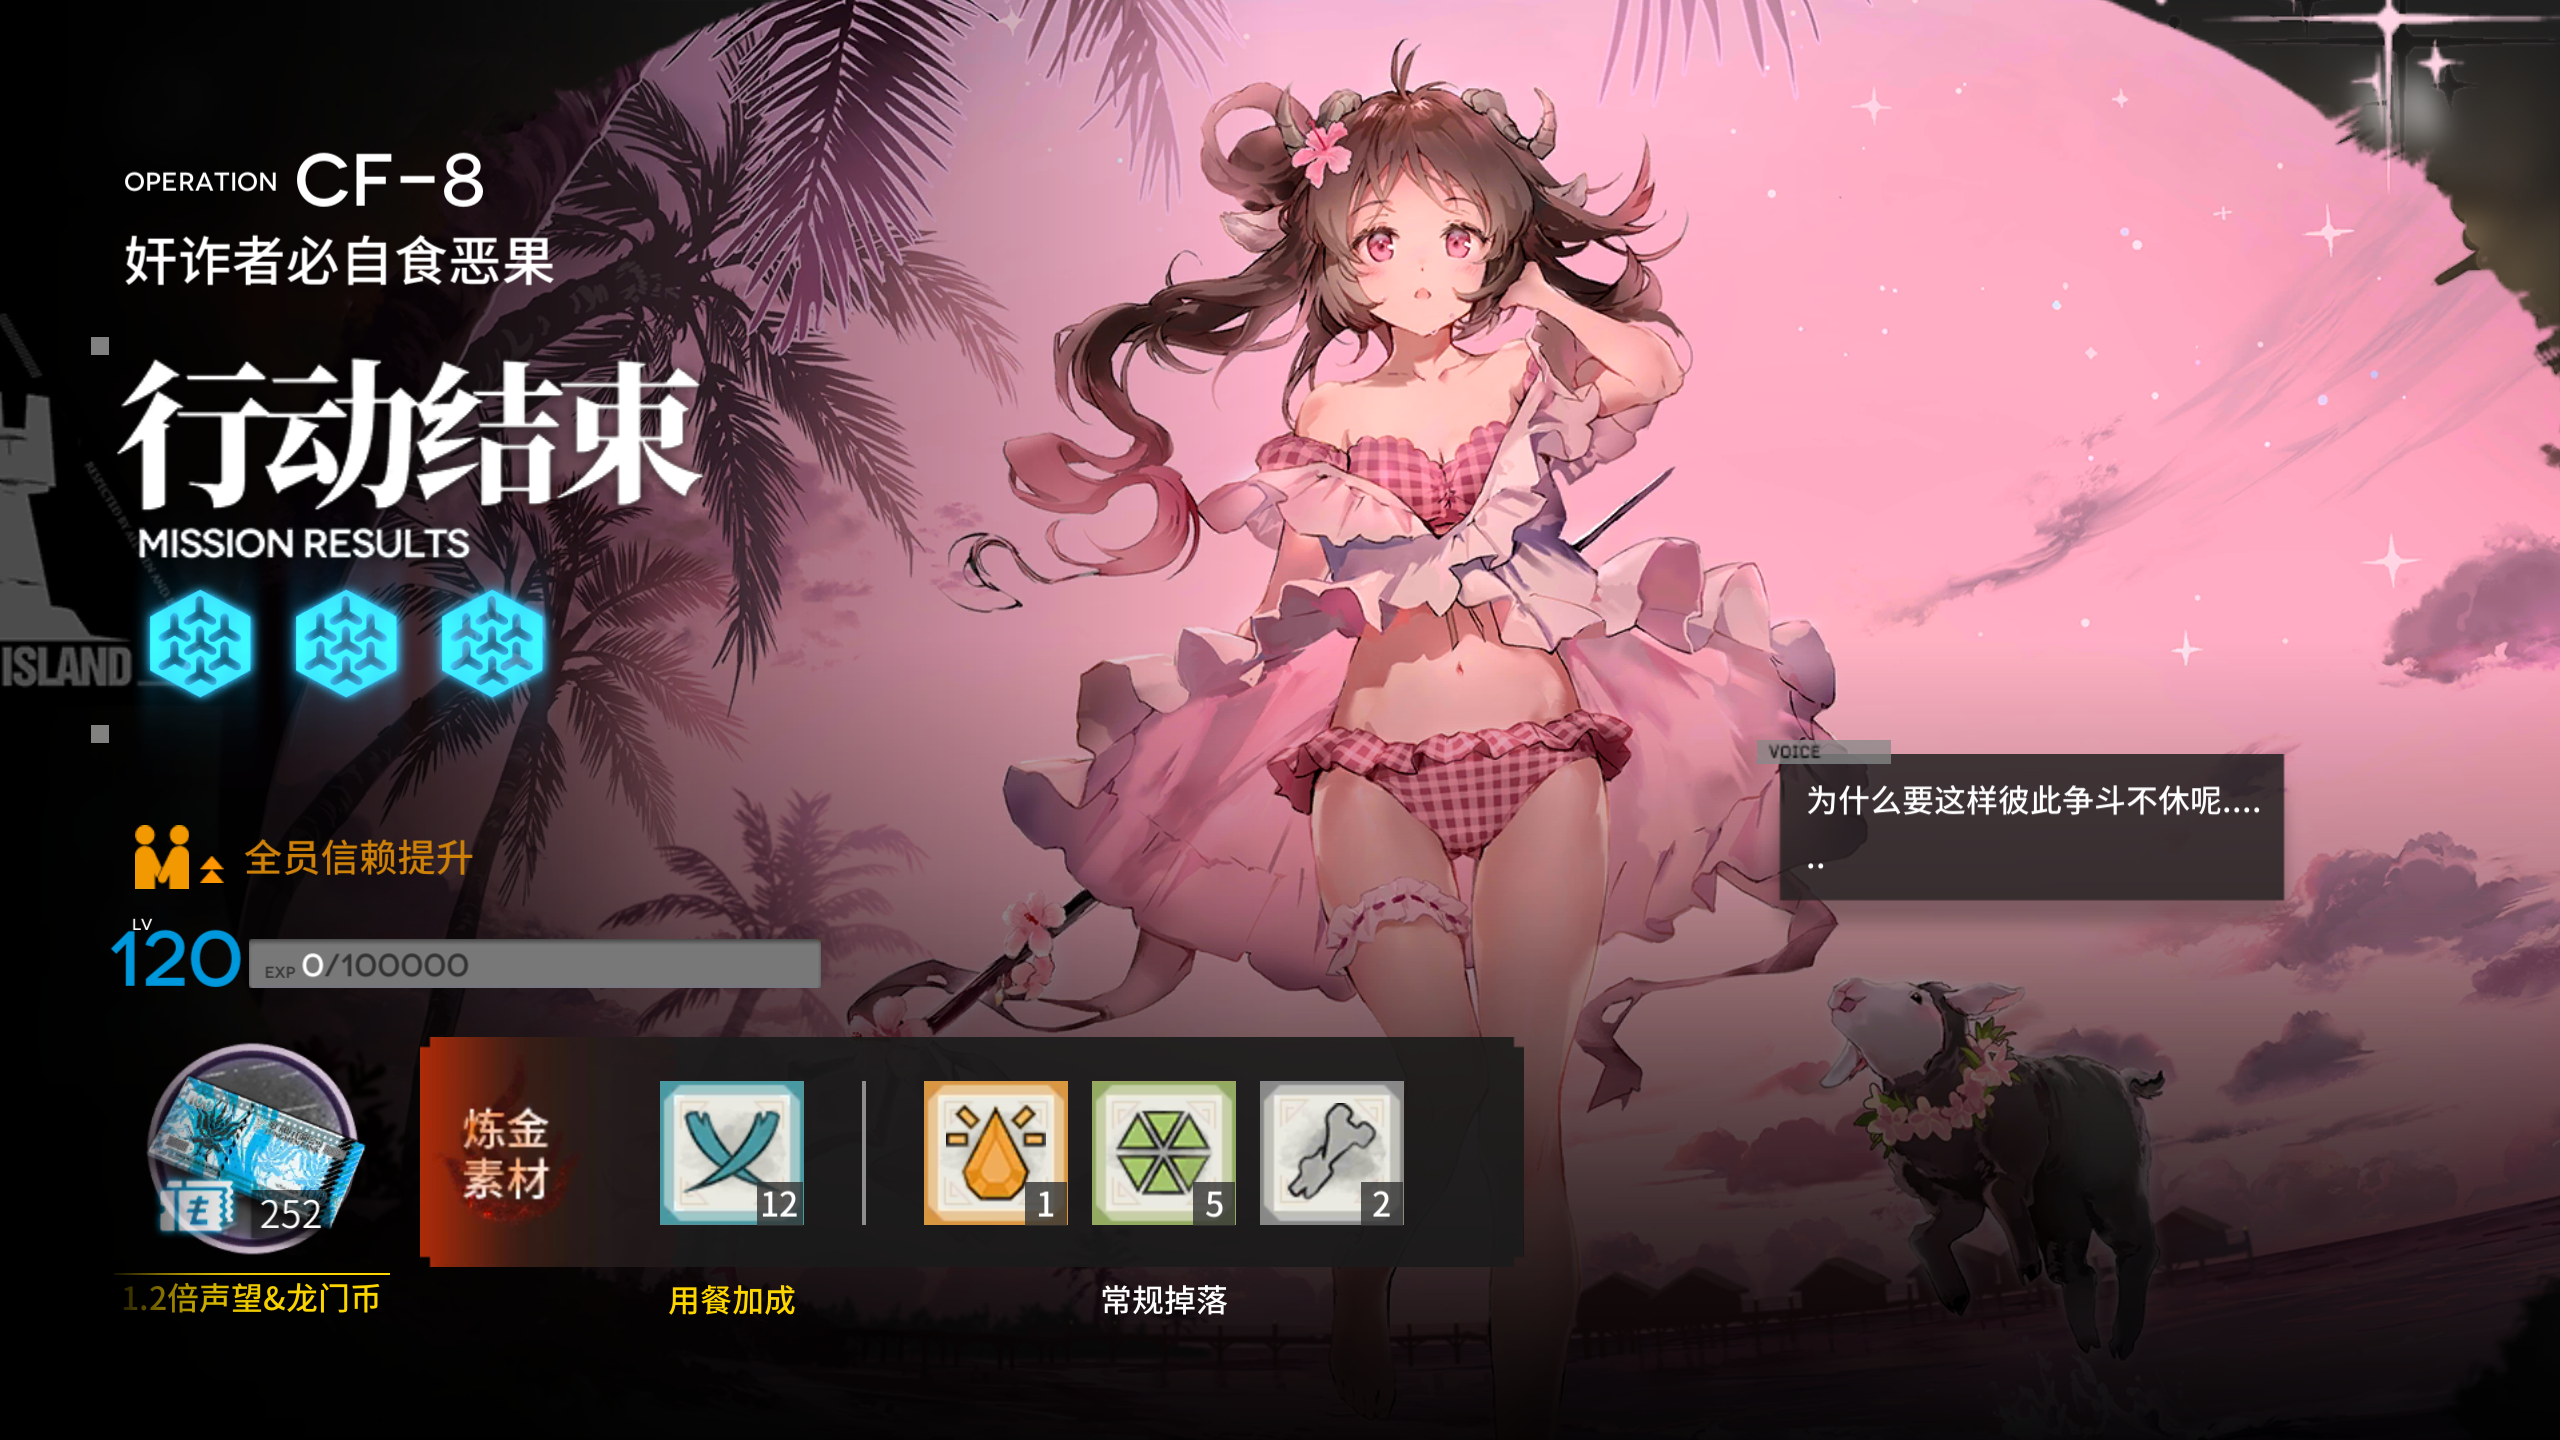 OPERATION CF-8
奸诈者必自食恶果
行动结束
MISSION RESULTS
ISLAND
全员信赖提升
LV
120
EXP 0/100000
VOICE
为什么要这样彼此争斗不休呢....
..
252
炼金
素材
12
1
5
2
1.2倍声望&龙门币
用餐加成
常规掉落